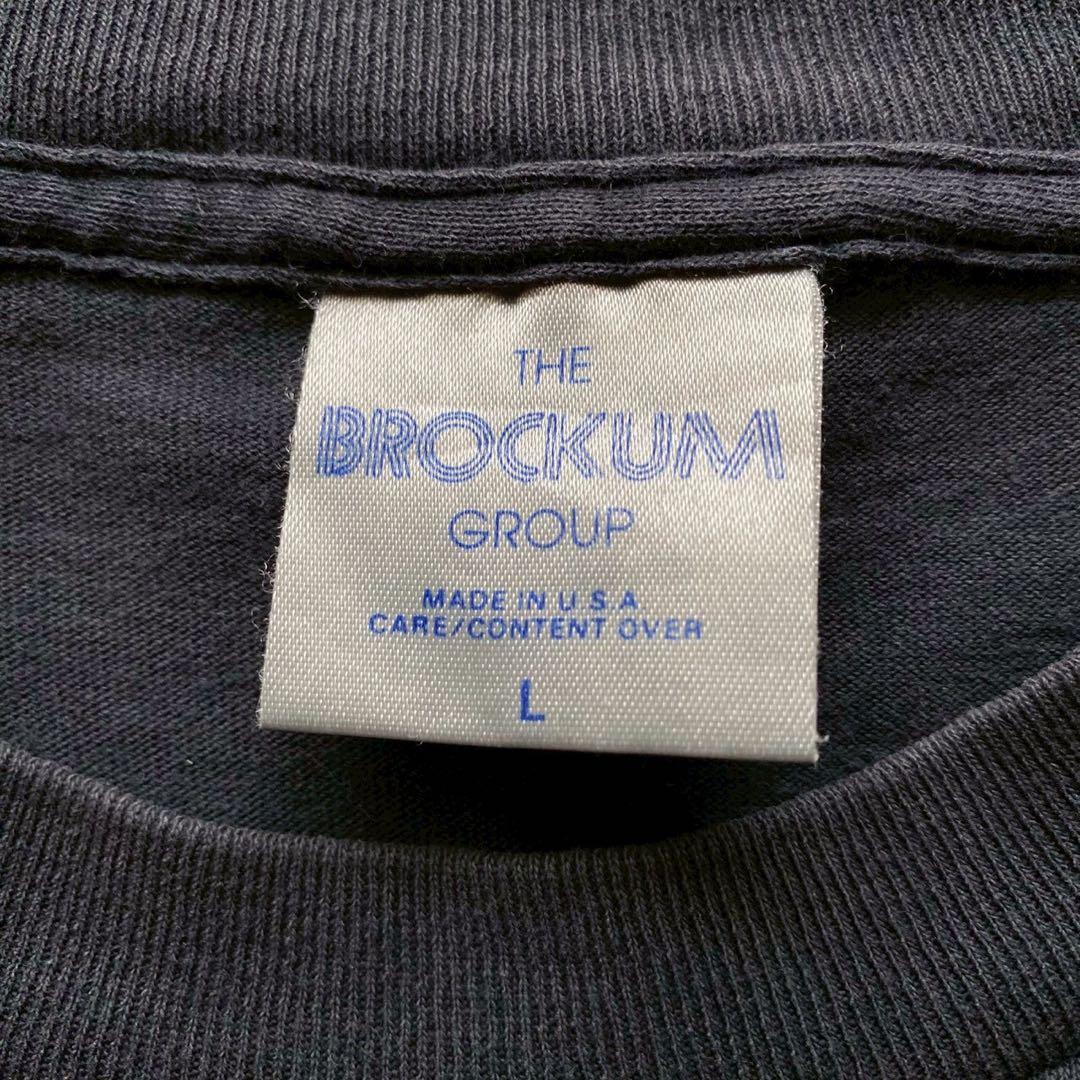 THE
BROCKUM
GROUP
MADE IN U.S.A
CARE/CONTENT OVER
L